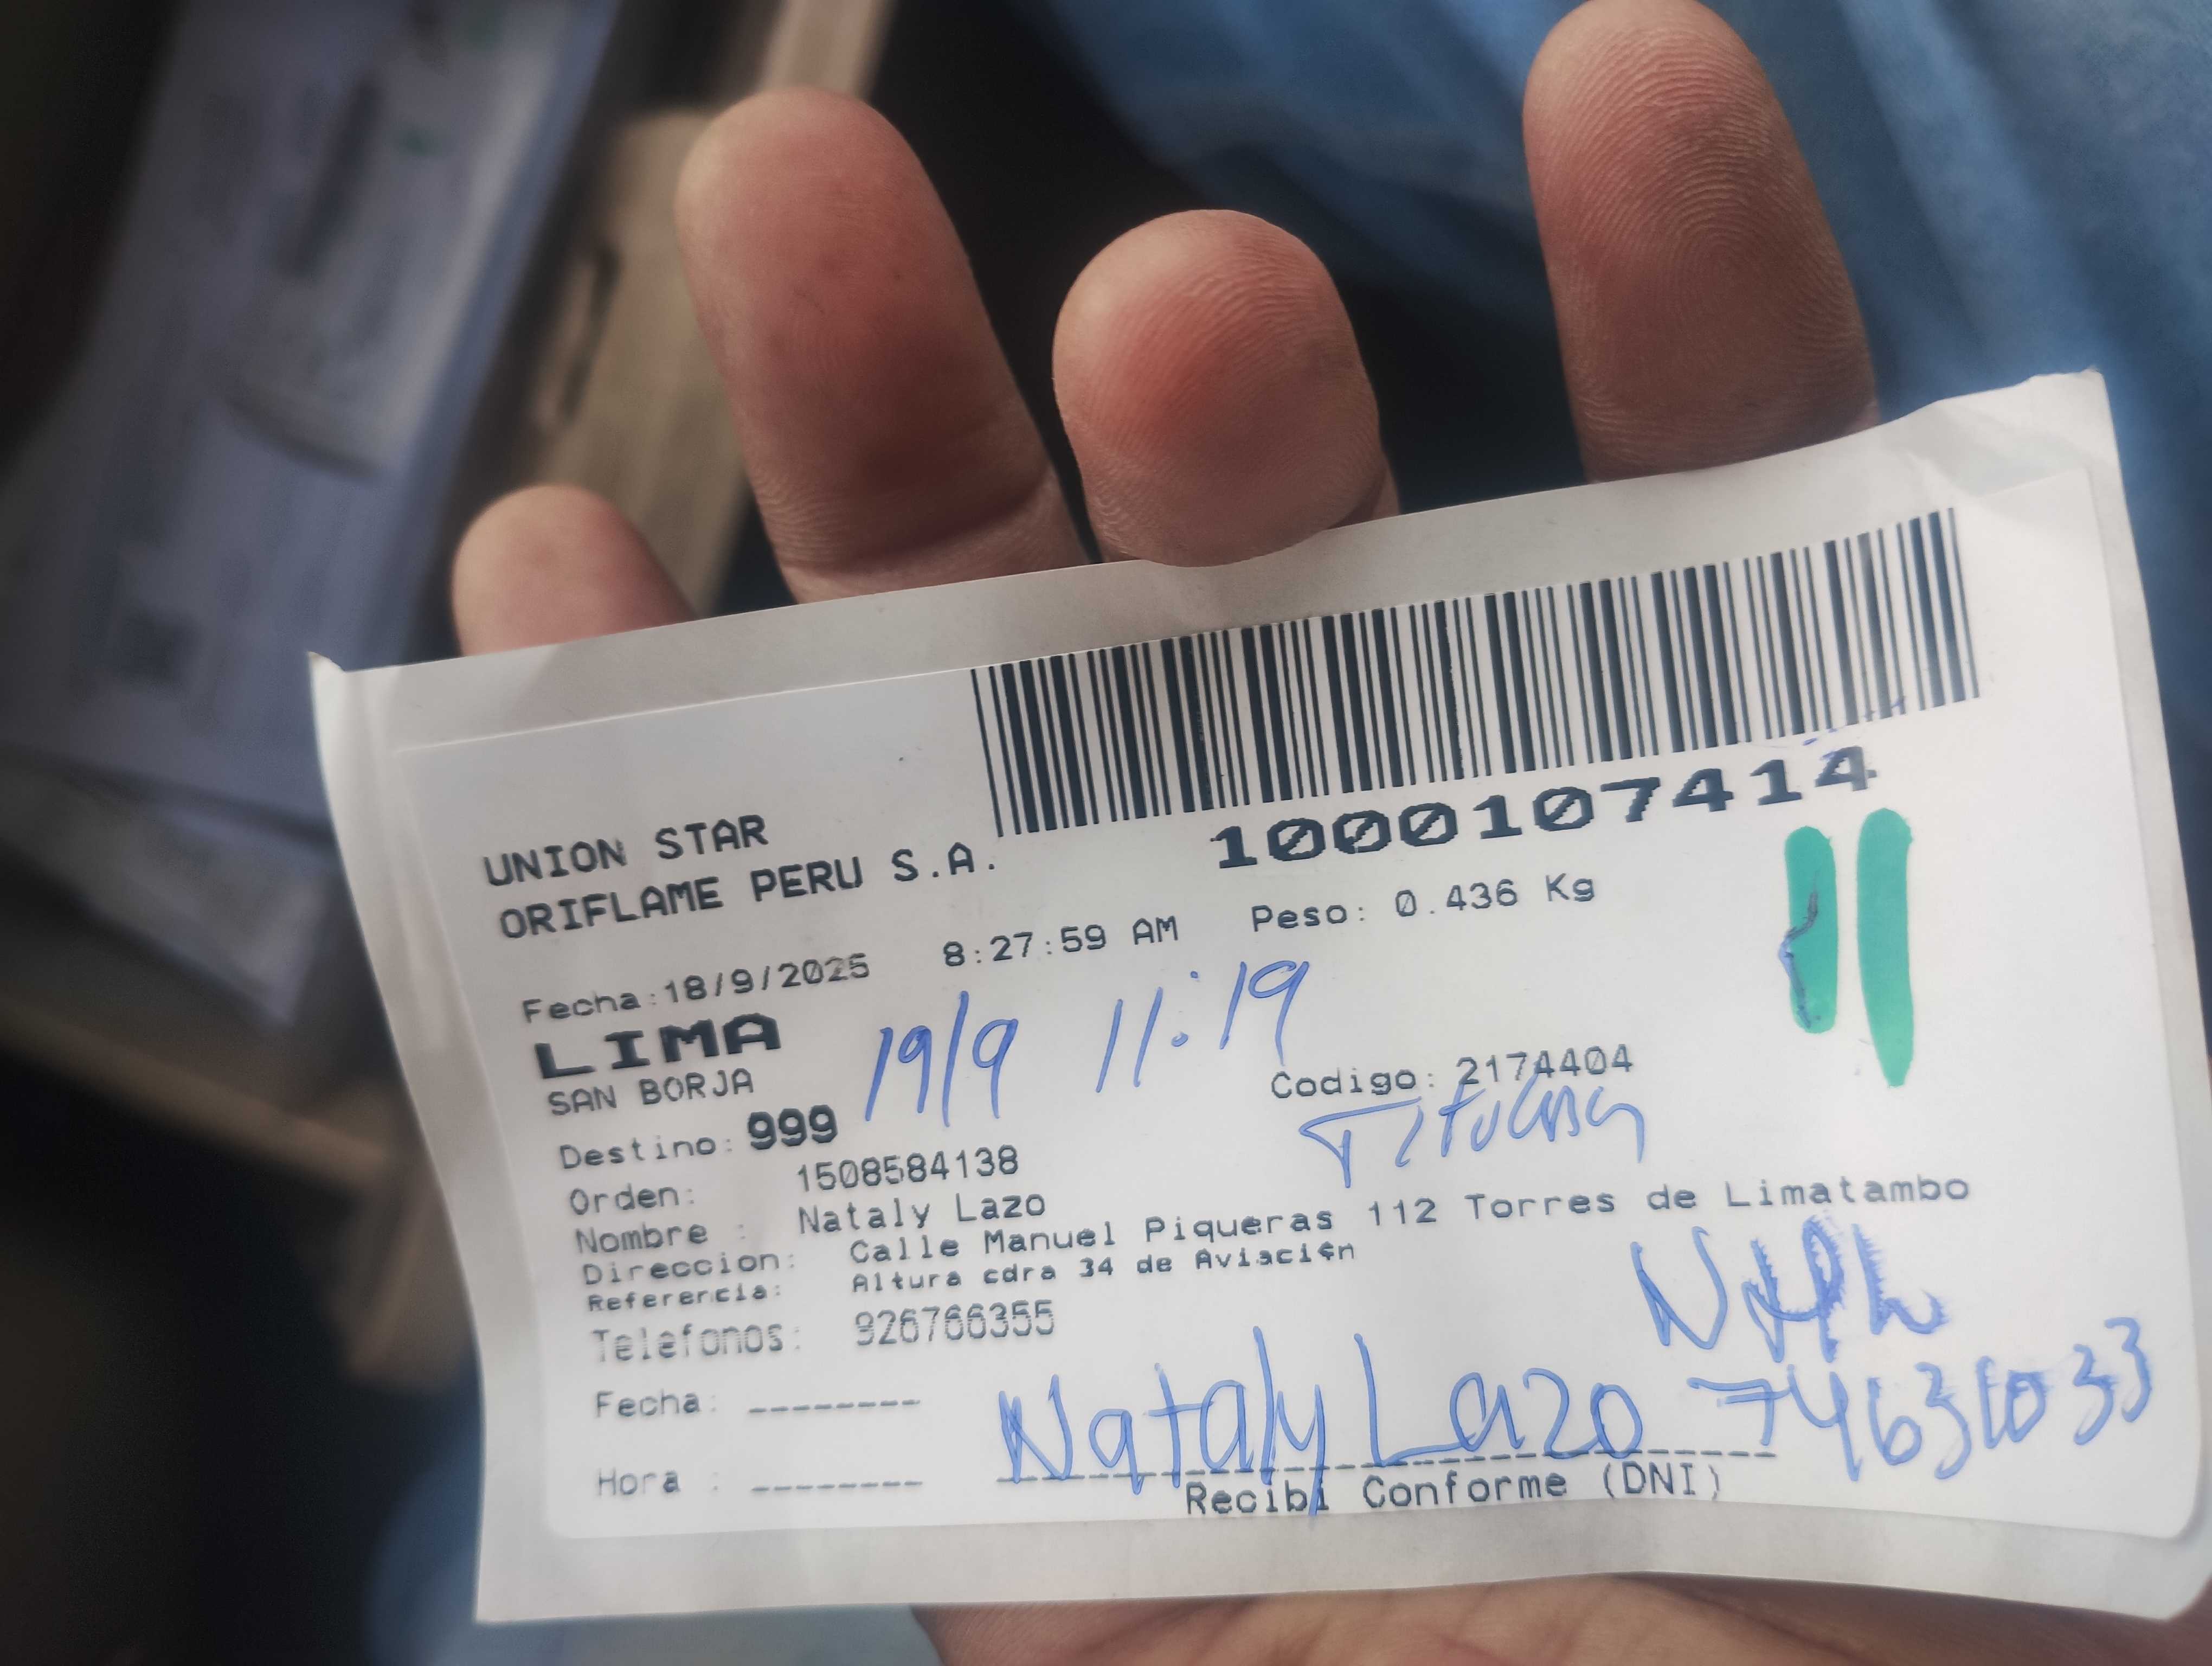 1000107414
UNION STAR
ORIFLAME PERU S.A.
Fecha:18/9/2025 8:27:59 AM Peso: 0.436 Kg
LIMA 19/9 11:19
SAN BORJA Codigo: 2174404
Destino: 999
Orden: 1508584138
Nombre : Nataly Lazo
Direccion: Calle Manuel Piqueras 112 Torres de Limatambo
Referencia: Altura cdra 34 de Aviaci¢n
Telefonos: 926766355
Fecha: --------
Nataly Lazo
Hora : --------
Recibi Conforme (DNI)